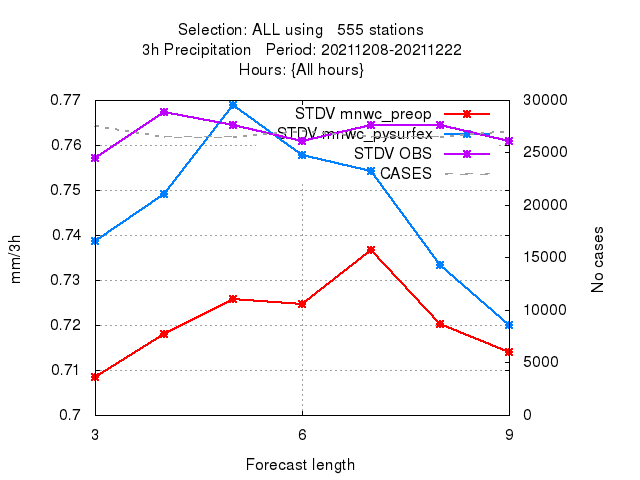 Selection: ALL using   555 stations
3h Precipitation   Period: 20211208-20211222
Hours: {All hours}
0.77
0.76
0.75
0.74
0.73
0.72
0.71
0.7
mm/3h
STDV mnwc_preop
STDV mnwc_pysurfex
STDV OBS
CASES
30000
25000
20000
15000
10000
5000
0
No cases
3
6
9
Forecast length